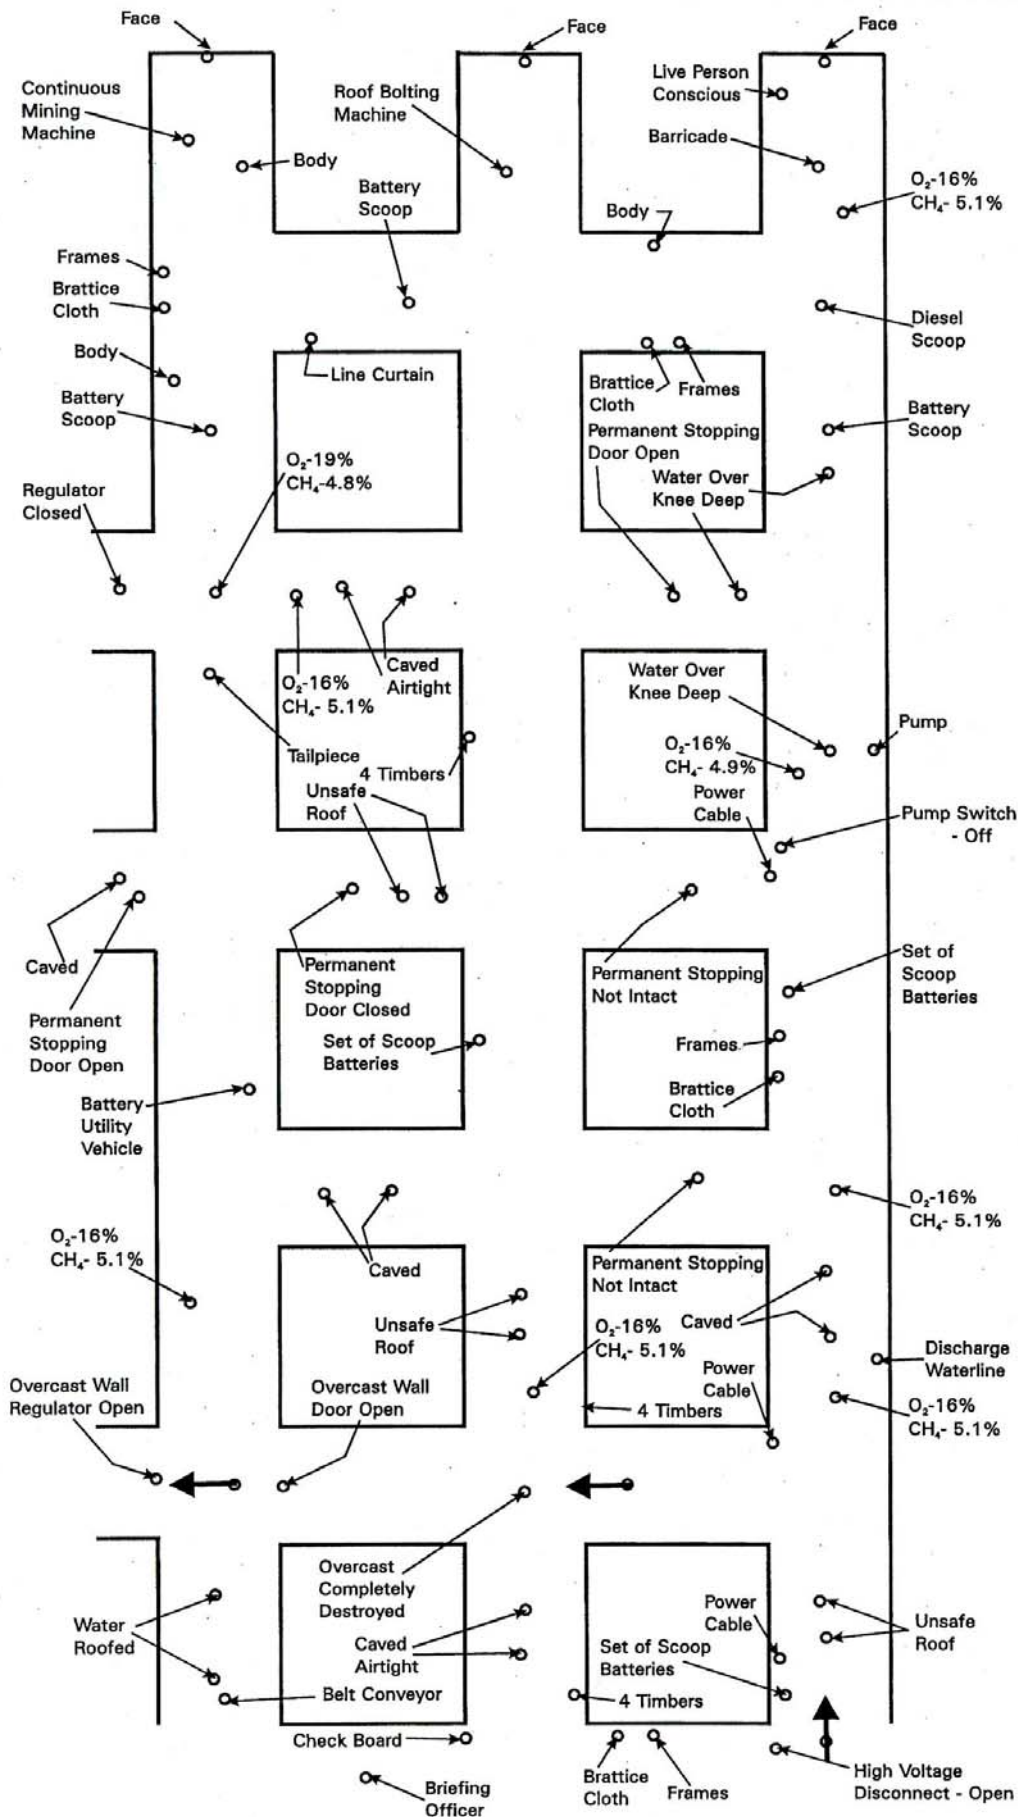 Face
Face
Face
Continuous
Mining
Machine
Roof Bolting
Machine
Live Person
Conscious
Barricade
Body
Battery
Scoop
O₂-16%
CH₄- 5.1%
Body
Frames
Brattice
Cloth
Diesel
Scoop
Body
Line Curtain
Brattice
Cloth
Frames
Battery
Scoop
Battery
Scoop
Permanent Stopping
Door Open
O₂-19%
CH₄-4.8%
Water Over
Knee Deep
Regulator
Closed
Caved
Airtight
O₂-16%
CH₄- 5.1%
Water Over
Knee Deep
Pump
Tailpiece
4 Timbers
O₂-16%
CH₄- 4.9%
Unsafe
Roof
Power
Cable
Pump Switch
- Off
Caved
Permanent
Stopping
Door Closed
Permanent Stopping
Not Intact
Set of
Scoop
Batteries
Permanent
Stopping
Door Open
Set of Scoop
Batteries
Frames
Brattice
Cloth
Battery
Utility
Vehicle
O₂-16%
CH₄- 5.1%
O₂-16%
CH₄- 5.1%
Caved
Permanent Stopping
Not Intact
Unsafe
Roof
O₂-16%
CH₄- 5.1%
Caved
Discharge
Waterline
Overcast Wall
Regulator Open
Overcast Wall
Door Open
Power
Cable
4 Timbers
O₂-16%
CH₄- 5.1%
Overcast
Completely
Destroyed
Water
Roofed
Caved
Airtight
Power
Cable
Unsafe
Roof
Set of Scoop
Batteries
Belt Conveyor
4 Timbers
Check Board
Briefing
Officer
Brattice
Cloth
Frames
High Voltage
Disconnect - Open